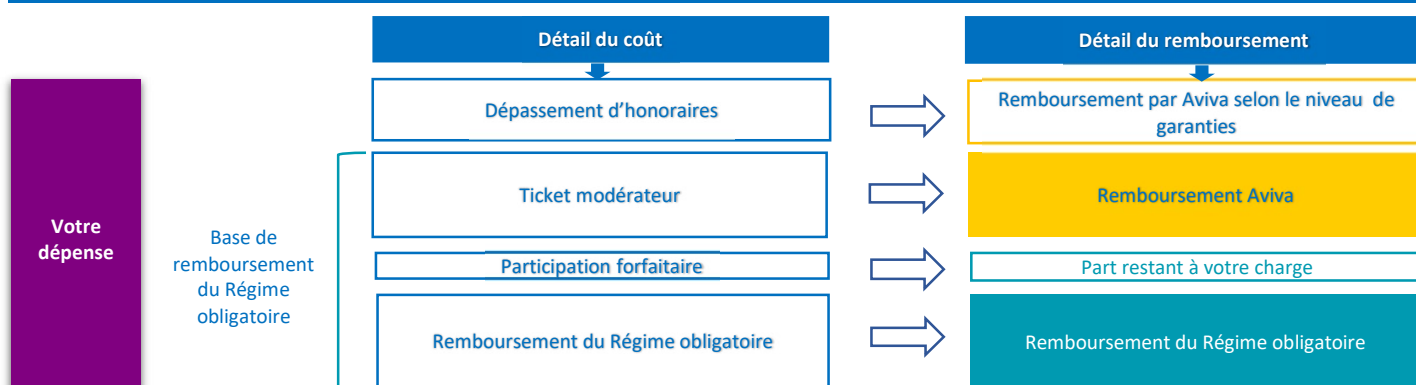 Détail du coût
Détail du remboursement
Dépassement d’honoraires
Remboursement par Aviva selon le niveau de
garanties
Ticket modérateur
Remboursement Aviva
Votre
dépense
Base de
remboursement
du Régime
obligatoire
Participation forfaitaire
Part restant à votre charge
Remboursement du Régime obligatoire
Remboursement du Régime obligatoire